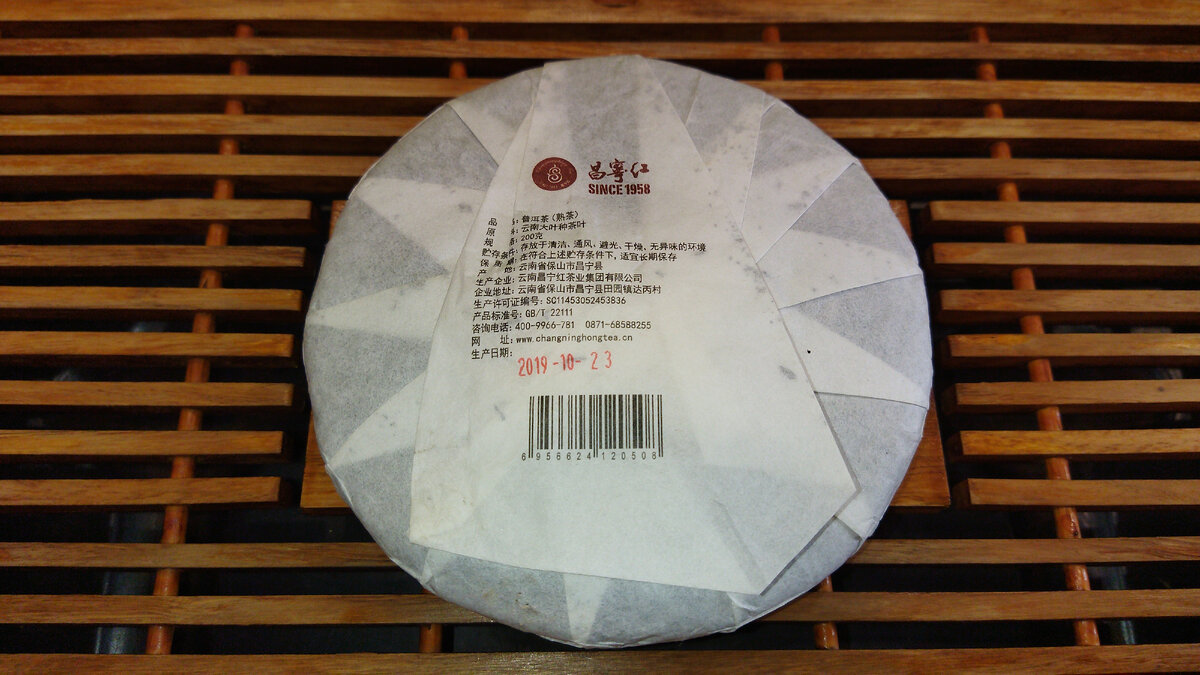 昌宁红
SINCE 1958
品 名: 普洱茶(熟茶)
原 料: 云南大叶种茶叶
规 格: 200克
贮存条件: 存放于清洁、通风、避光、干燥、无异味的环境
保 质 期: 在符合上述贮存条件下, 适宜长期保存
产 地: 云南省保山市昌宁县
生产企业: 云南昌宁红茶业集团有限公司
企业地址: 云南省保山市昌宁县田园镇达丙村
生产许可证编号: SC11453052453836
产品标准号: GB/T 22111
咨询电话: 400-9966-781 0871-68588255
网 址: www.changninghongtea.cn
生产日期:
2019-10-23
6 956624 120508